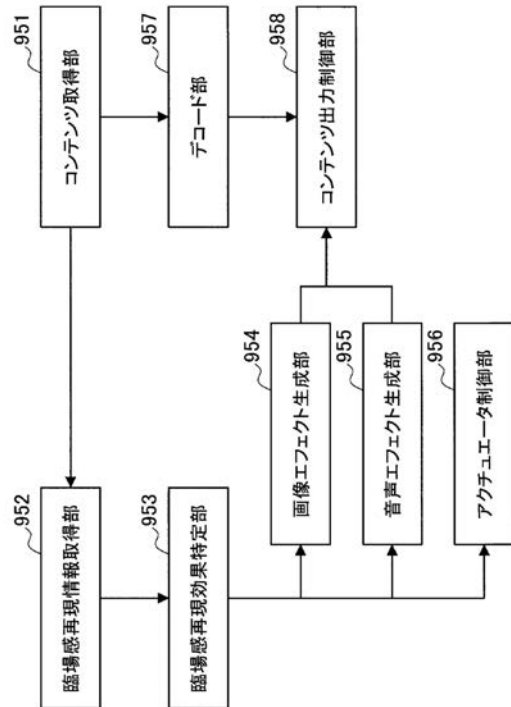 951
コンテンツ取得部
952
臨場感再現情報取得部
957
デコード部
953
臨場感再現効果特定部
954
画像エフェクト生成部
958
コンテンツ出力制御部
955
音声エフェクト生成部
956
アクチュエータ制御部